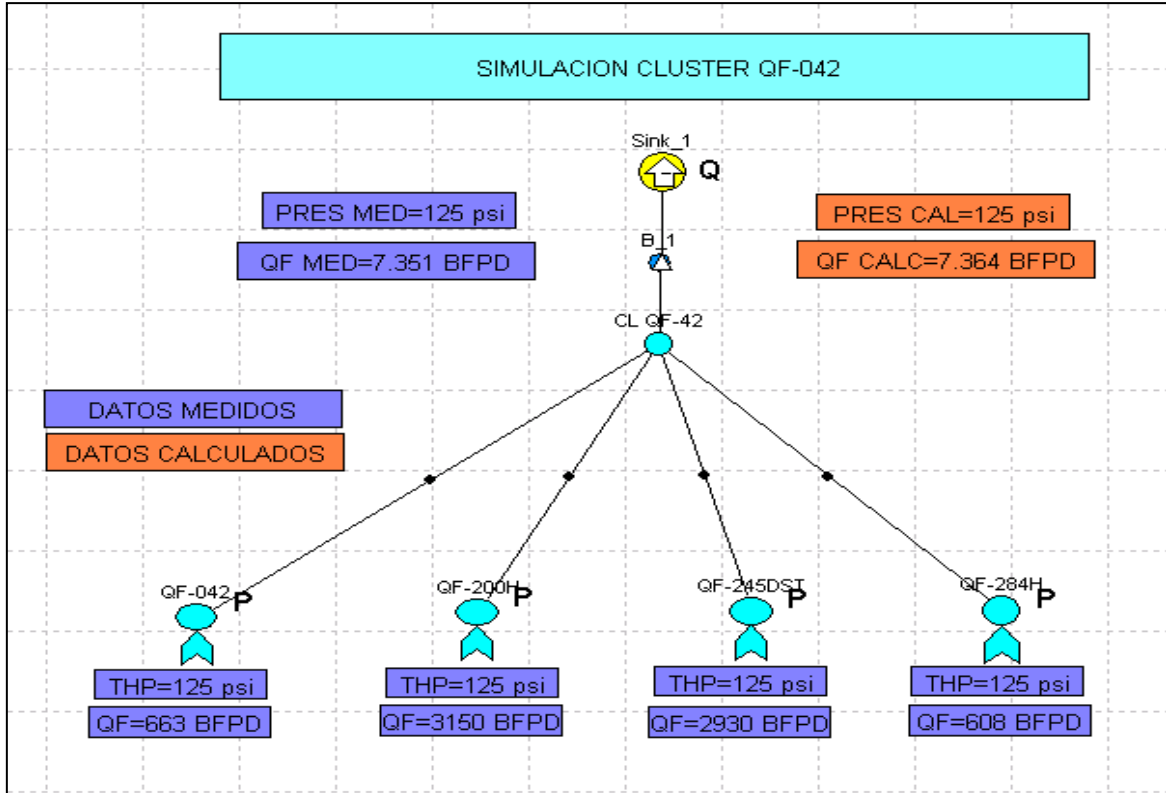 SIMULACION CLUSTER QF-042
Sink_1
Q
PRES MED=125 psi
PRES CAL=125 psi
B_1
QF MED=7.351 BFPD
QF CALC=7.364 BFPD
CL QF-42
DATOS MEDIDOS
DATOS CALCULADOS
QF-042
P
QF-200H
P
QF-245DST
P
QF-284H
P
THP=125 psi
THP=125 psi
THP=125 psi
THP=125 psi
QF=663 BFPD
QF=3150 BFPD
QF=2930 BFPD
QF=608 BFPD